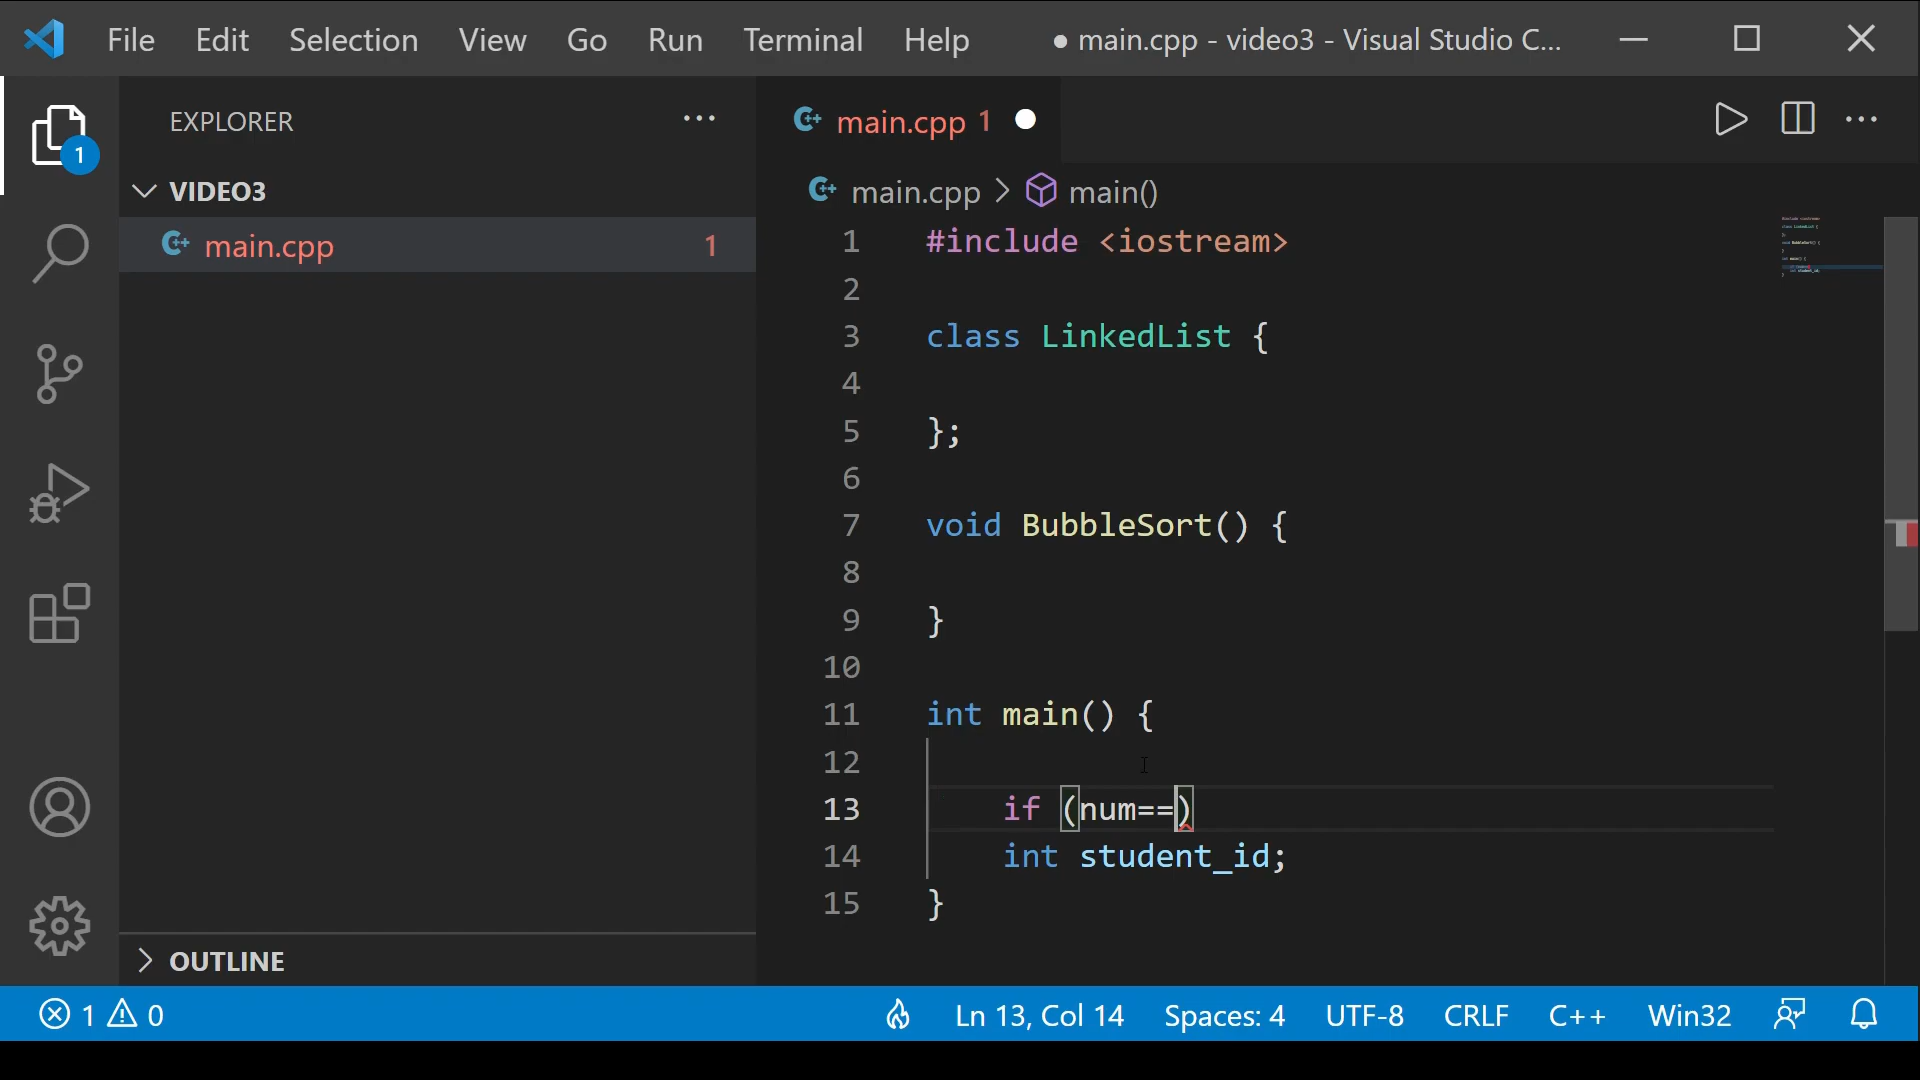 File Edit Selection View Go Run Terminal Help ● main.cpp - video3 - Visual Studio C...
EXPLORER ...
main.cpp 1
VIDEO3
main.cpp > main()
main.cpp 1
1 #include <iostream>
2
3 class LinkedList {
4
5 };
6
7 void BubbleSort() {
8
9 }
10
11 int main() {
12
13 if (num==)
14 int student_id;
15 }
OUTLINE
1 0 Ln 13, Col 14 Spaces: 4 UTF-8 CRLF C++ Win32